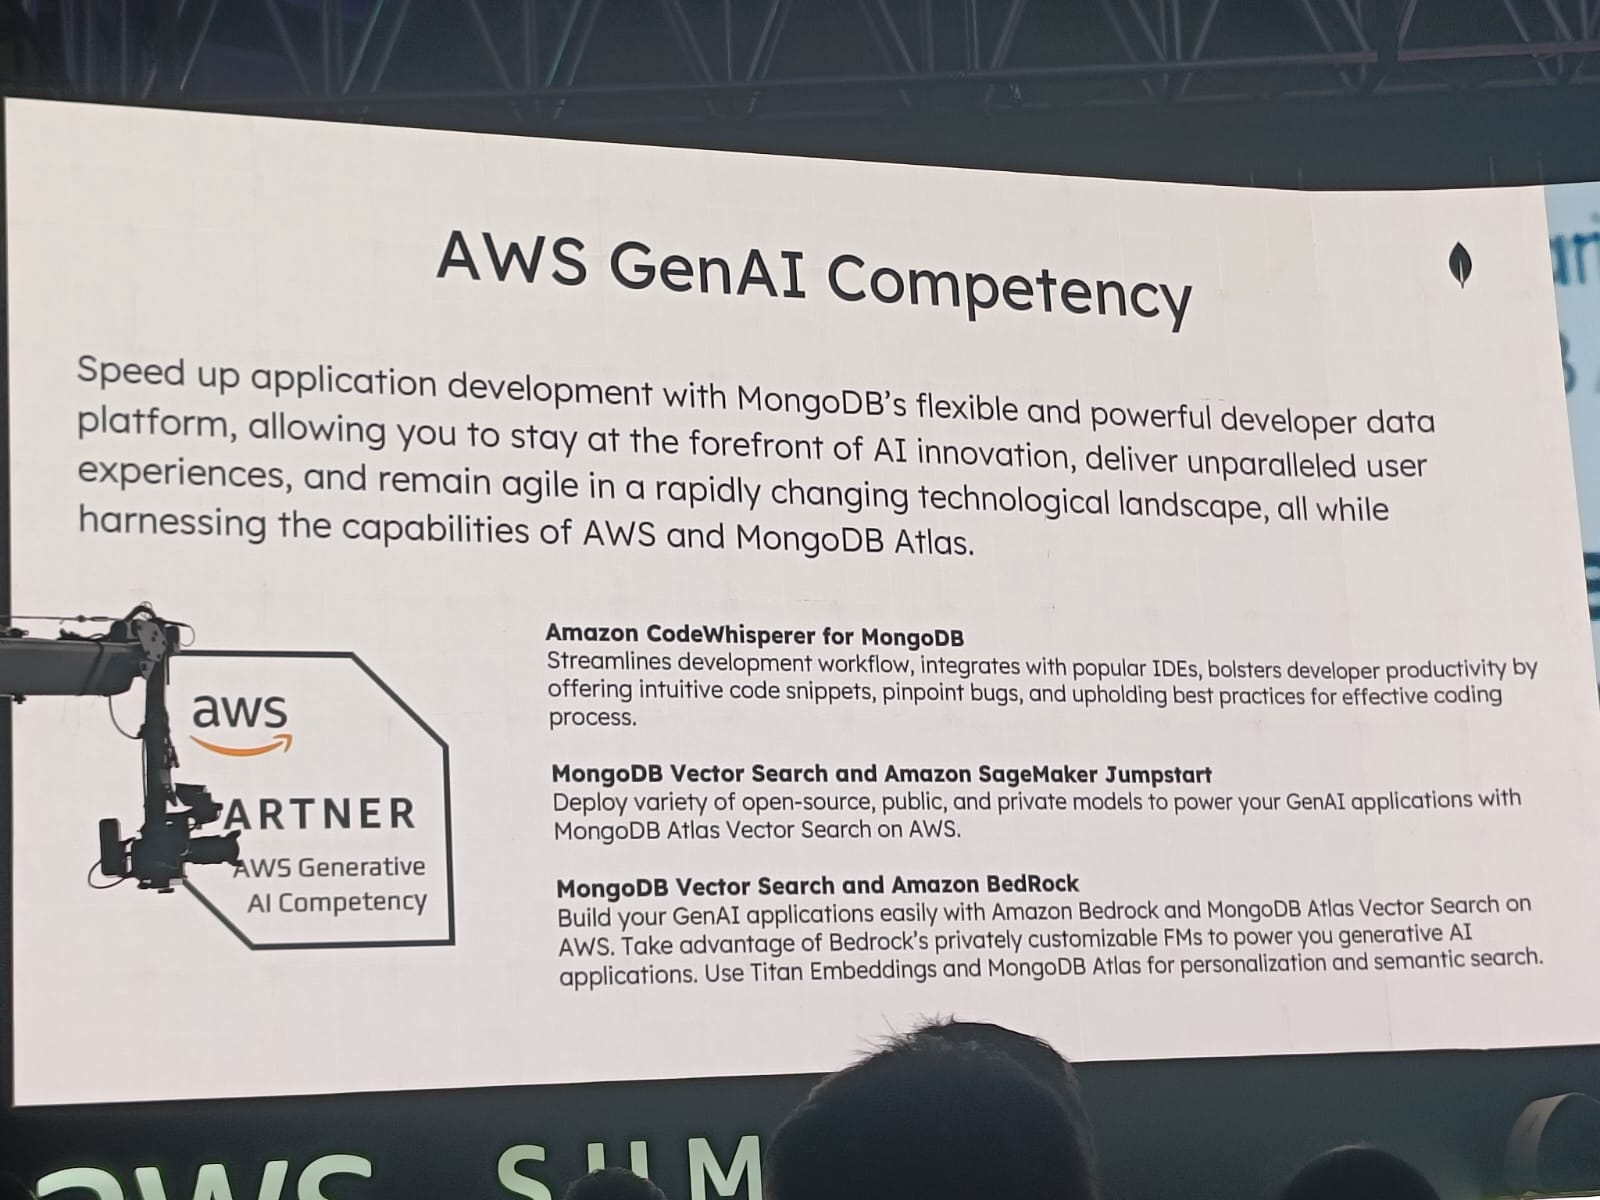 AWS GenAI Competency
Speed up application development with MongoDB's flexible and powerful developer data
platform, allowing you to stay at the forefront of AI innovation, deliver unparalleled user
experiences, and remain agile in a rapidly changing technological landscape, all while
harnessing the capabilities of AWS and MongoDB Atlas.
aws
ARTNER
AWS Generative
AI Competency
Amazon CodeWhisperer for MongoDB
Streamlines development workflow, integrates with popular IDEs, bolsters developer productivity by
offering intuitive code snippets, pinpoint bugs, and upholding best practices for effective coding
process.
MongoDB Vector Search and Amazon SageMaker Jumpstart
Deploy variety of open-source, public, and private models to power your GenAI applications with
MongoDB Atlas Vector Search on AWS.
MongoDB Vector Search and Amazon BedRock
Build your GenAI applications easily with Amazon Bedrock and MongoDB Atlas Vector Search on
AWS. Take advantage of Bedrock's privately customizable FMs to power you generative AI
applications. Use Titan Embeddings and MongoDB Atlas for personalization and semantic search.
aws SUM